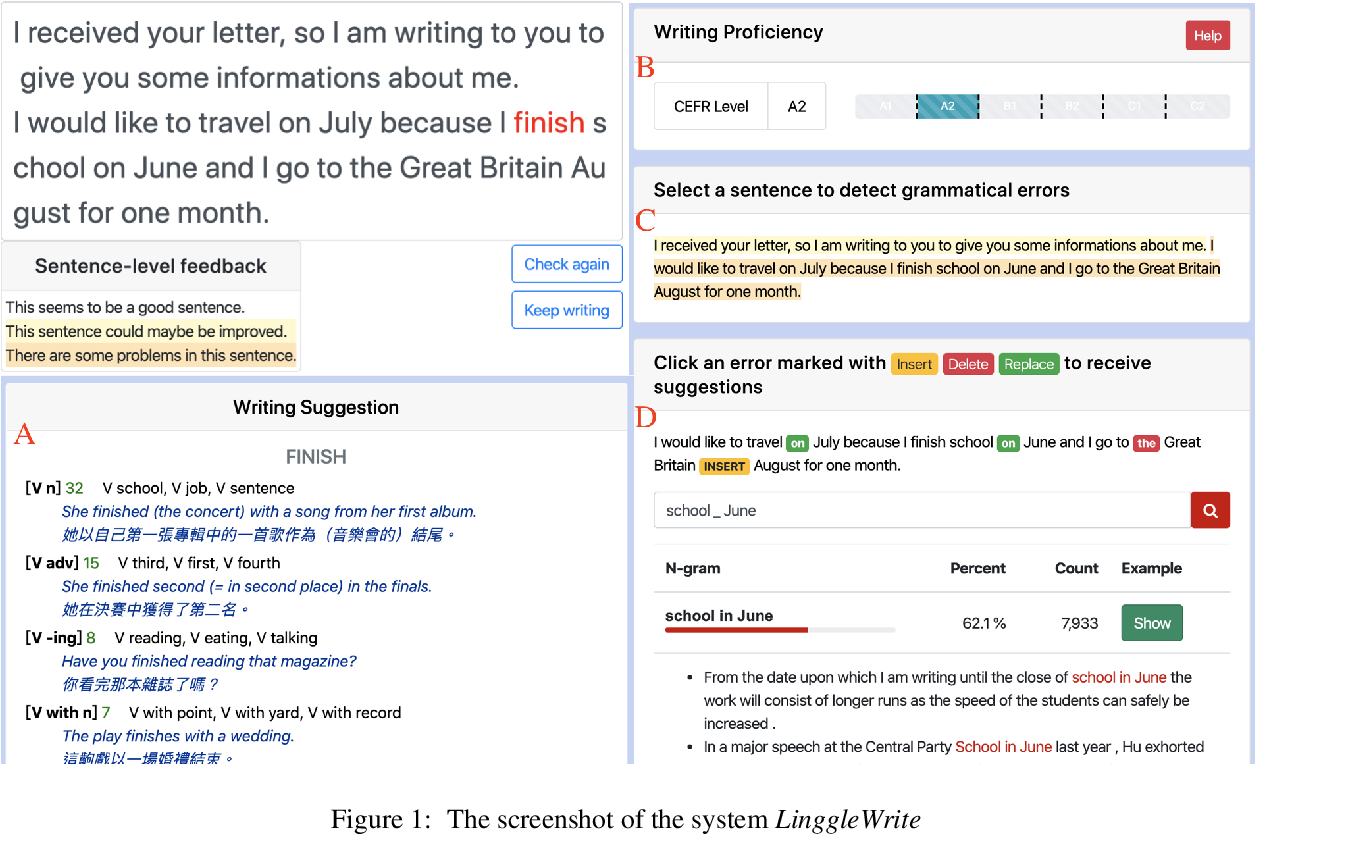 I received your letter, so I am writing to you to
give you some informations about me.
I would like to travel on July because I finish s
chool on June and I go to the Great Britain Au
gust for one month.
Sentence-level feedback
This seems to be a good sentence.
This sentence could maybe be improved.
There are some problems in this sentence.
Check again
Keep writing
Writing Suggestion
A
FINISH
[V n] 32 V school, V job, V sentence
She finished (the concert) with a song from her first album.
她以自己第一張專輯中的一首歌作為（音樂會的）結尾。
[V adv] 15 V third, V first, V fourth
She finished second (= in second place) in the finals.
她在決賽中獲得了第二名。
[V -ing] 8 V reading, V eating, V talking
Have you finished reading that magazine?
你看完那本雜誌了嗎？
[V with n] 7 V with point, V with yard, V with record
The play finishes with a wedding.
這齣戲以一場婚禮結束。
Writing Proficiency
Help
B
CEFR Level A2
A1 A2 B1 B2 C1 C2
Select a sentence to detect grammatical errors
C
I received your letter, so I am writing to you to give you some informations about me. I
would like to travel on July because I finish school on June and I go to the Great Britain
August for one month.
Click an error marked with Insert Delete Replace to receive
suggestions
D
I would like to travel on July because I finish school on June and I go to the Great
Britain INSERT August for one month.
school _ June
N-gram Percent Count Example
school in June 62.1 % 7,933 Show
• From the date upon which I am writing until the close of school in June the
work will consist of longer runs as the speed of the students can safely be
increased .
• In a major speech at the Central Party School in June last year , Hu exhorted
Figure 1: The screenshot of the system LinggleWrite